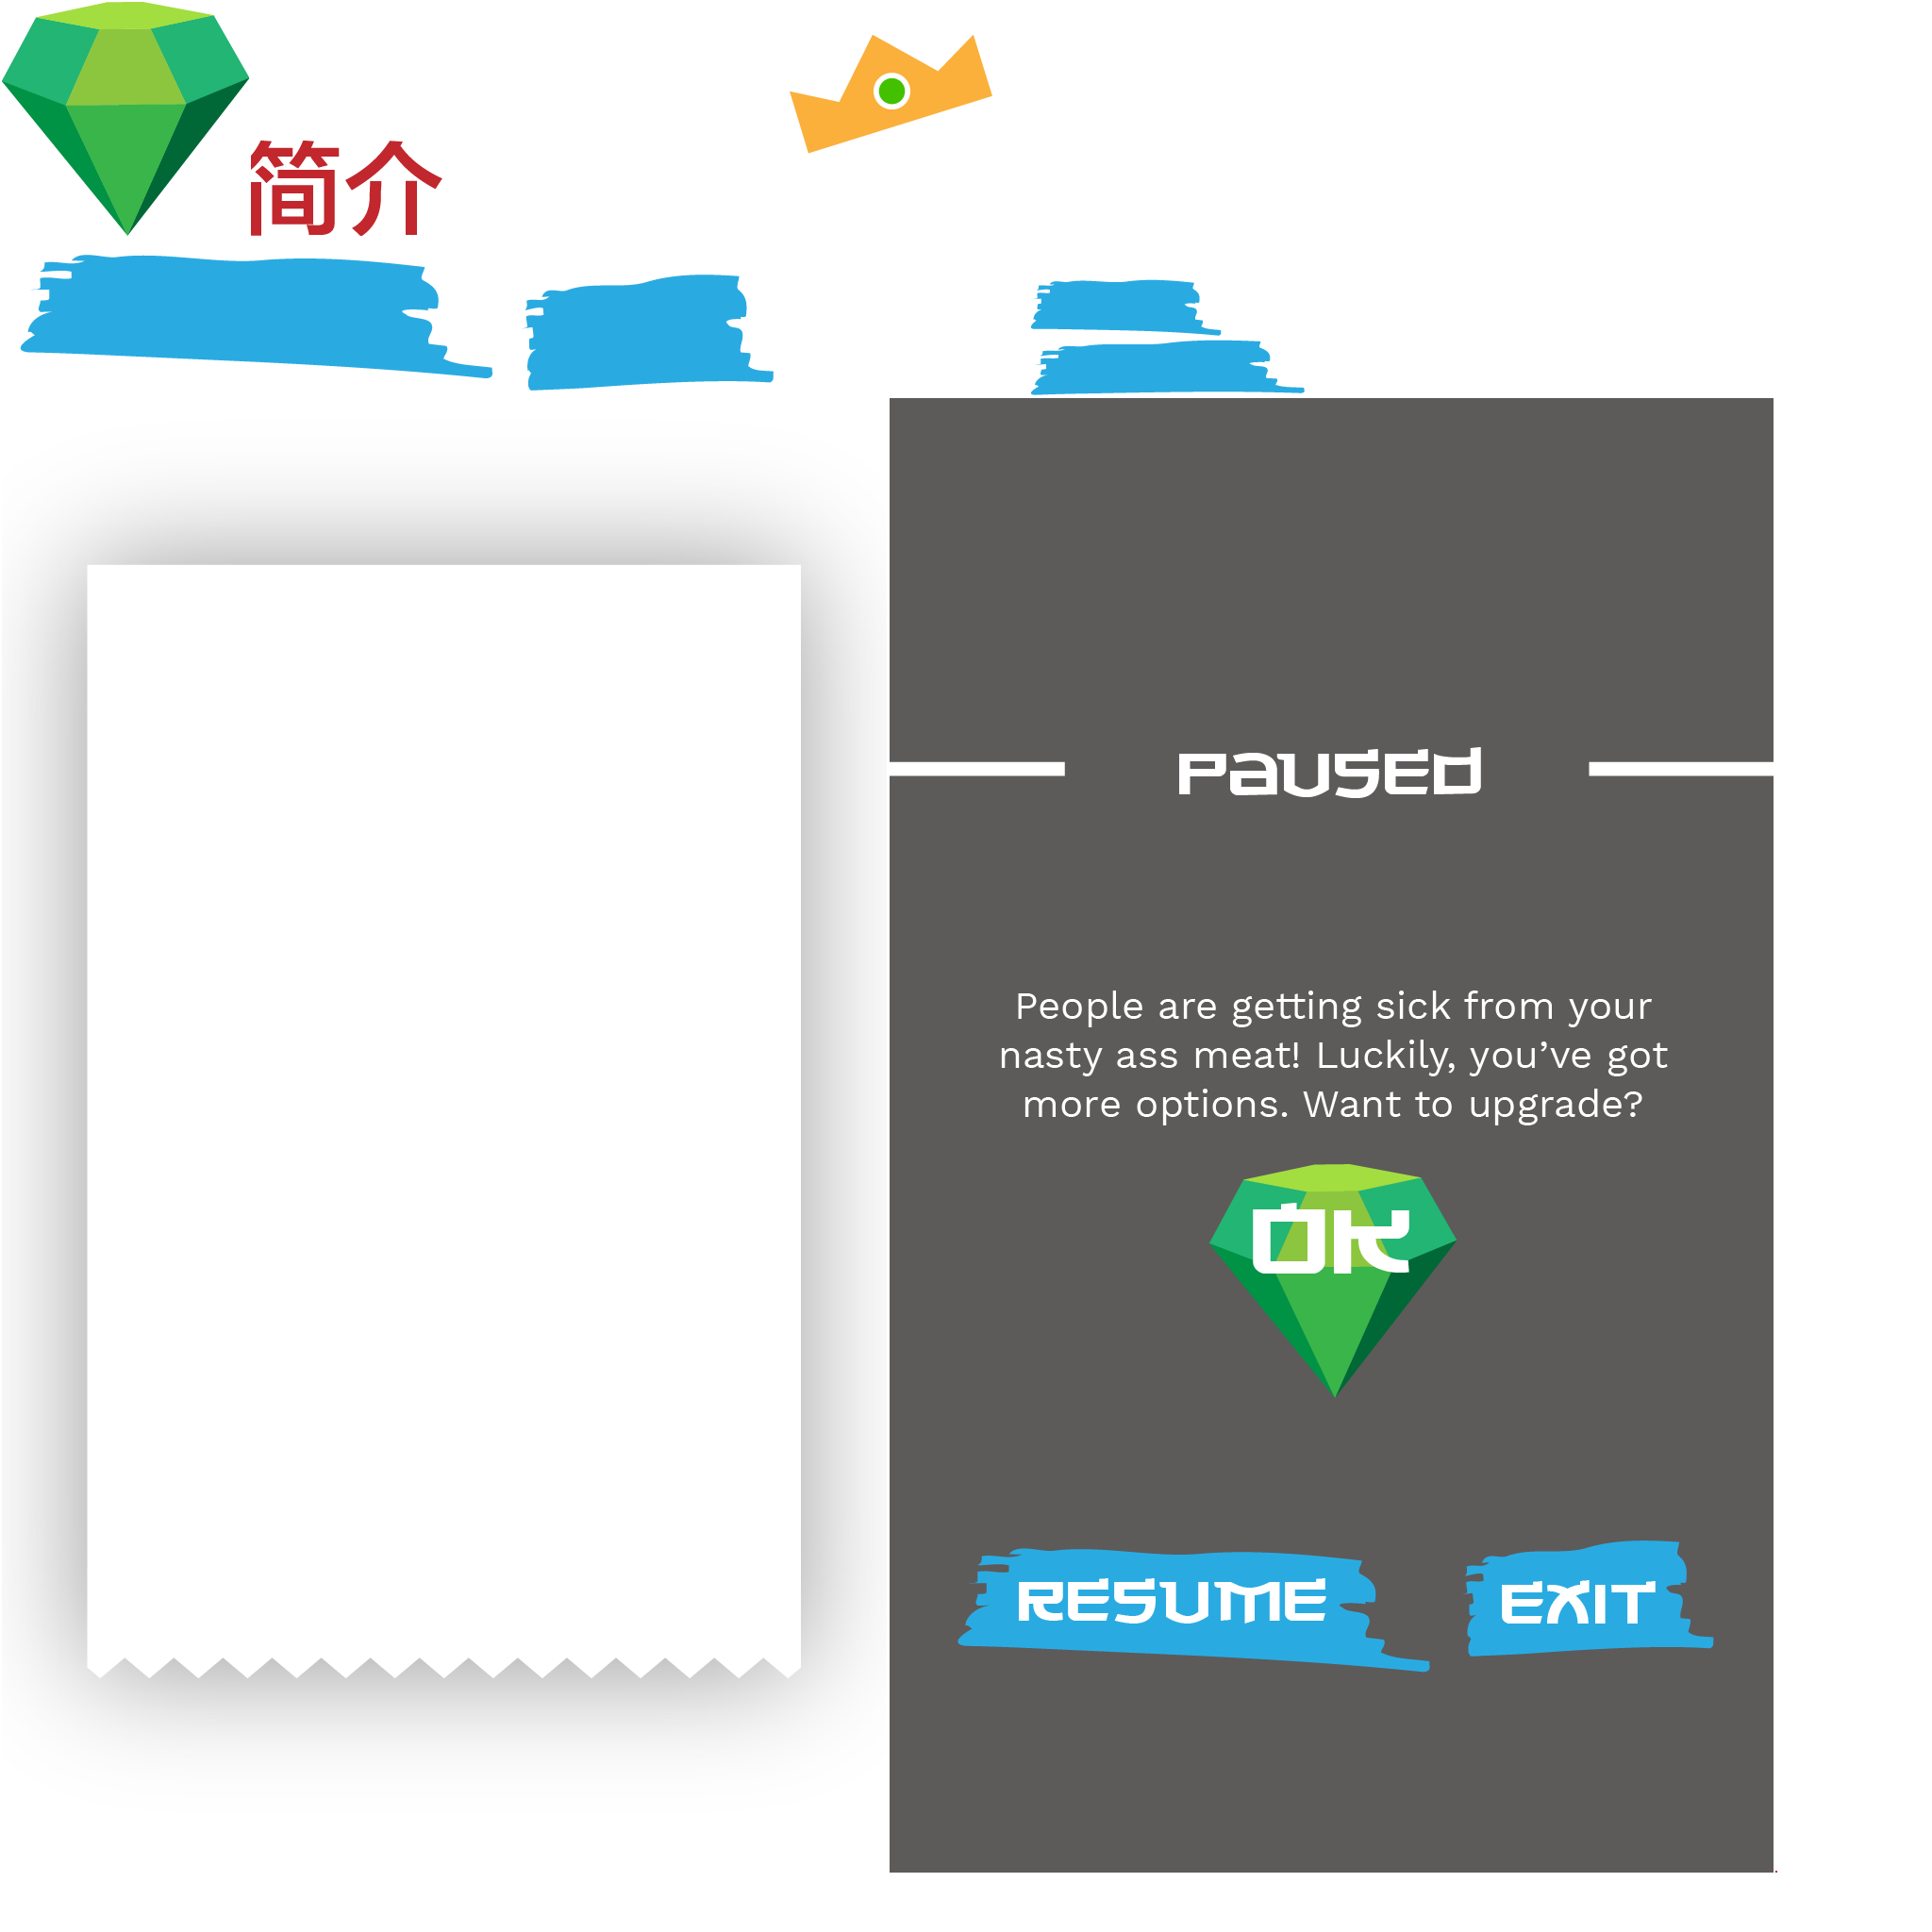 简介
PAUSED
People are getting sick from your
nasty ass meat! Luckily, you’ve got
more options. Want to upgrade?
OK
RESUME
EXIT